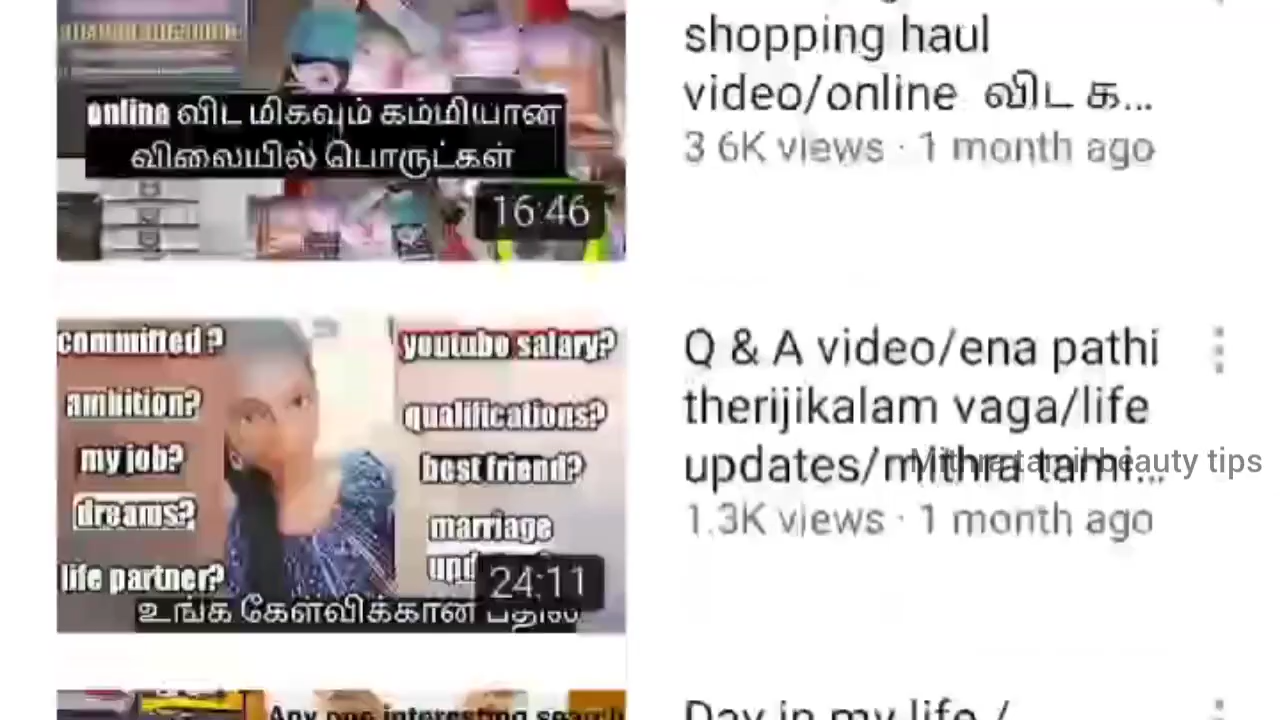 shopping haul
video/online விட க...
3 6K views · 1 month ago
online விட மிகவும் கம்மியான
விலையில் பொருட்கள்
16:46
committed ?
ambition?
my job?
dreams?
life partner?
youtube salary?
qualifications?
best friend?
marriage
24:11
உங்க கேள்விக்கான பதில்
Q & A video/ena pathi
therijikalam vaga/life
updates/mithra tami...
1.3K views · 1 month ago
Mithra tamil beauty tips
Any one interesting search
Day in my life /